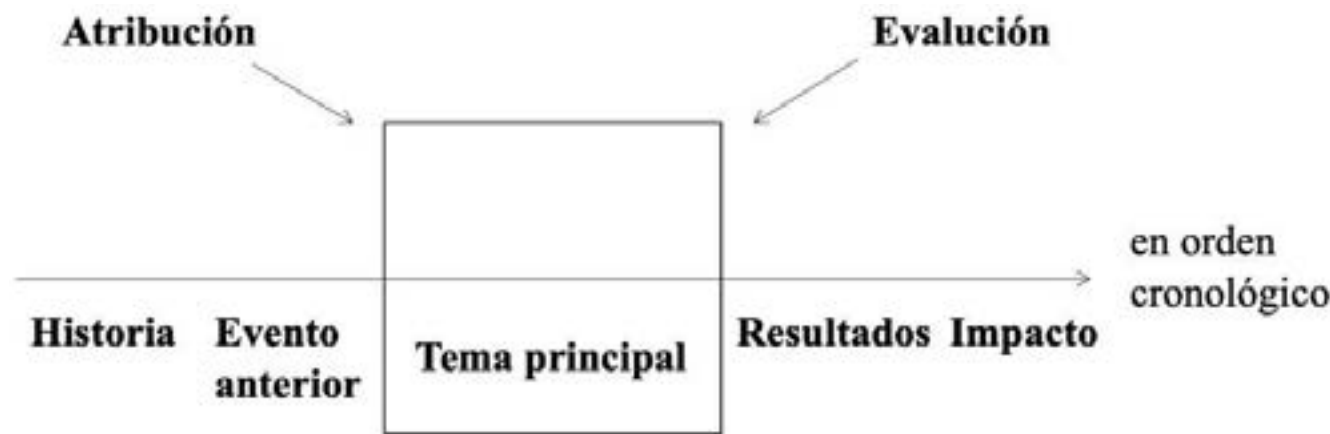 Atribución
Evalución
en orden
cronológico
Historia
Evento
anterior
Tema principal
Resultados
Impacto